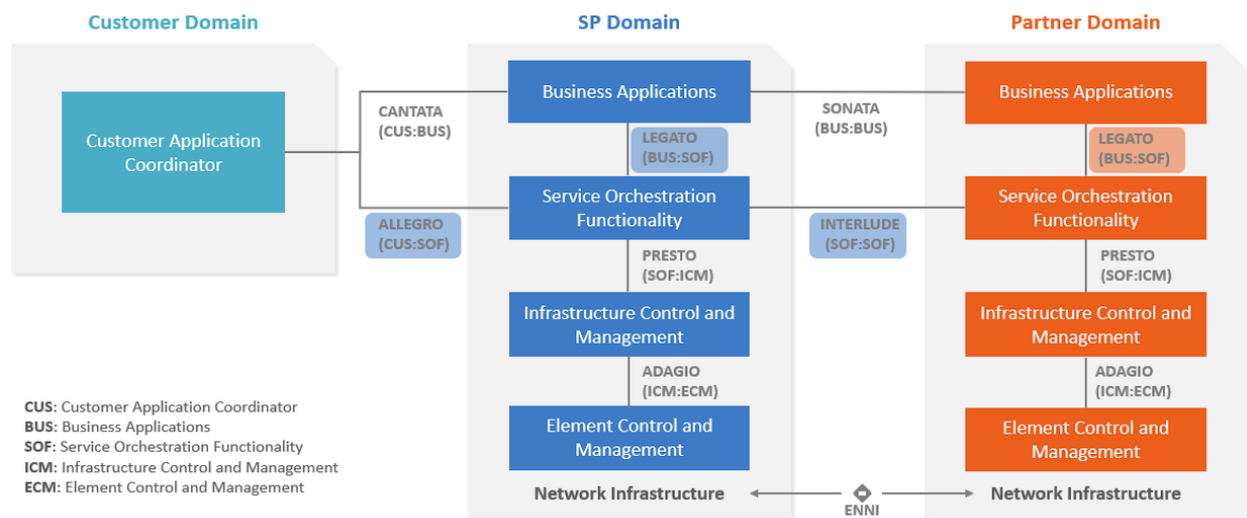 Customer Domain
SP Domain
Partner Domain
Business Applications
Business Applications
CANTATA
(CUS:BUS)
SONATA
(BUS:BUS)
Customer Application
Coordinator
LEGATO
(BUS:SOF)
LEGATO
(BUS:SOF)
Service Orchestration
Functionality
Service Orchestration
Functionality
ALLEGRO
(CUS:SOF)
INTERLUDE
(SOF:SOF)
PRESTO
(SOF:ICM)
PRESTO
(SOF:ICM)
Infrastructure Control and
Management
Infrastructure Control and
Management
ADAGIO
(ICM:ECM)
ADAGIO
(ICM:ECM)
CUS: Customer Application Coordinator
BUS: Business Applications
SOF: Service Orchestration Functionality
ICM: Infrastructure Control and Management
ECM: Element Control and Management
Element Control and
Management
Element Control and
Management
Network Infrastructure
ENNI
Network Infrastructure